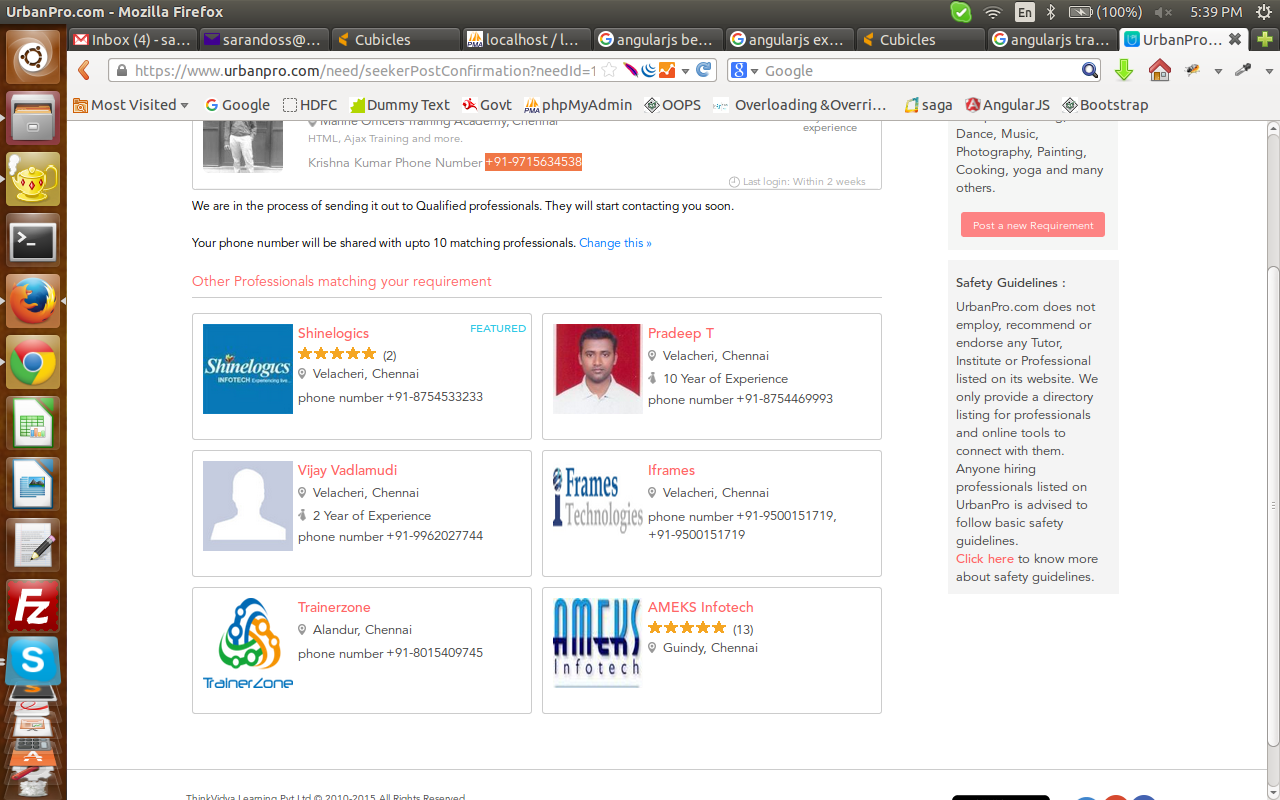 UrbanPro.com - Mozilla Firefox
En
(100%)
5:39 PM
Inbox (4) - sa...
sarandoss@...
Cubicles
localhost / l...
angularjs be...
angularjs ex...
Cubicles
angularjs tra...
UrbanPro...
https://www.urbanpro.com/need/seekerPostConfirmation?needId=1
Google
Most Visited
Google
HDFC
Dummy Text
Govt
phpMyAdmin
OOPS
Overloading &Overri...
saga
AngularJS
Bootstrap
Marine Officers Training Academy, Chennai
HTML, Ajax Training and more.
Krishna Kumar Phone Number +91-9715634538
experience
Last login: Within 2 weeks
We are in the process of sending it out to Qualified professionals. They will start contacting you soon.
Your phone number will be shared with upto 10 matching professionals. Change this »
Other Professionals matching your requirement
Shinelogics
FEATURED
(2)
Velacheri, Chennai
phone number +91-8754533233
Shinelogics
INFOTECH Experiencing live...
Pradeep T
Velacheri, Chennai
10 Year of Experience
phone number +91-8754469993
Vijay Vadlamudi
Velacheri, Chennai
2 Year of Experience
phone number +91-9962027744
iFrames
Technologies
Iframes
Velacheri, Chennai
phone number +91-9500151719,
+91-9500151719
TRAINERZONE
Trainerzone
Alandur, Chennai
phone number +91-8015409745
AMEKS
Infotech
AMEKS Infotech
(13)
Guindy, Chennai
Dance, Music,
Photography, Painting,
Cooking, yoga and many
others.
Post a new Requirement
Safety Guidelines :
UrbanPro.com does not
employ, recommend or
endorse any Tutor,
Institute or Professional
listed on its website. We
only provide a directory
listing for professionals
and online tools to
connect with them.
Anyone hiring
professionals listed on
UrbanPro is advised to
follow basic safety
guidelines.
Click here to know more
about safety guidelines.
ThinkVidya Learning Pvt Ltd © 2010-2015 All Rights Reserved